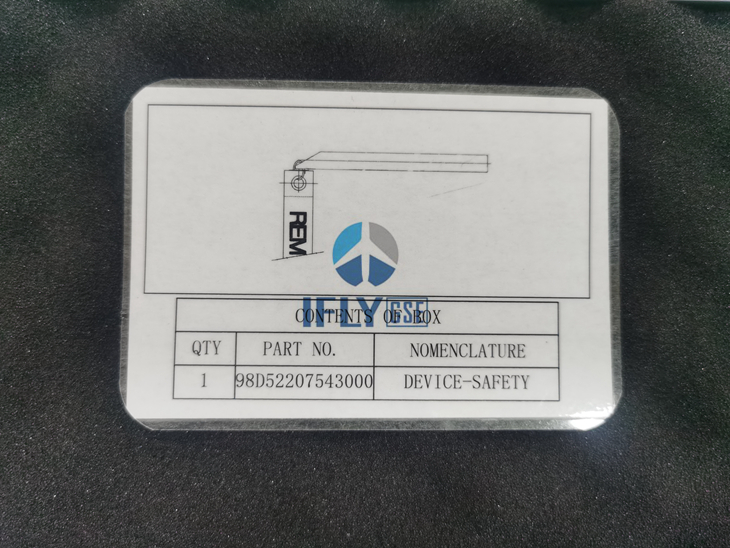 REM
IFLY GSE
CONTENTS OF BOX
QTY PART NO. NOMENCLATURE
1 98D52207543000 DEVICE-SAFETY